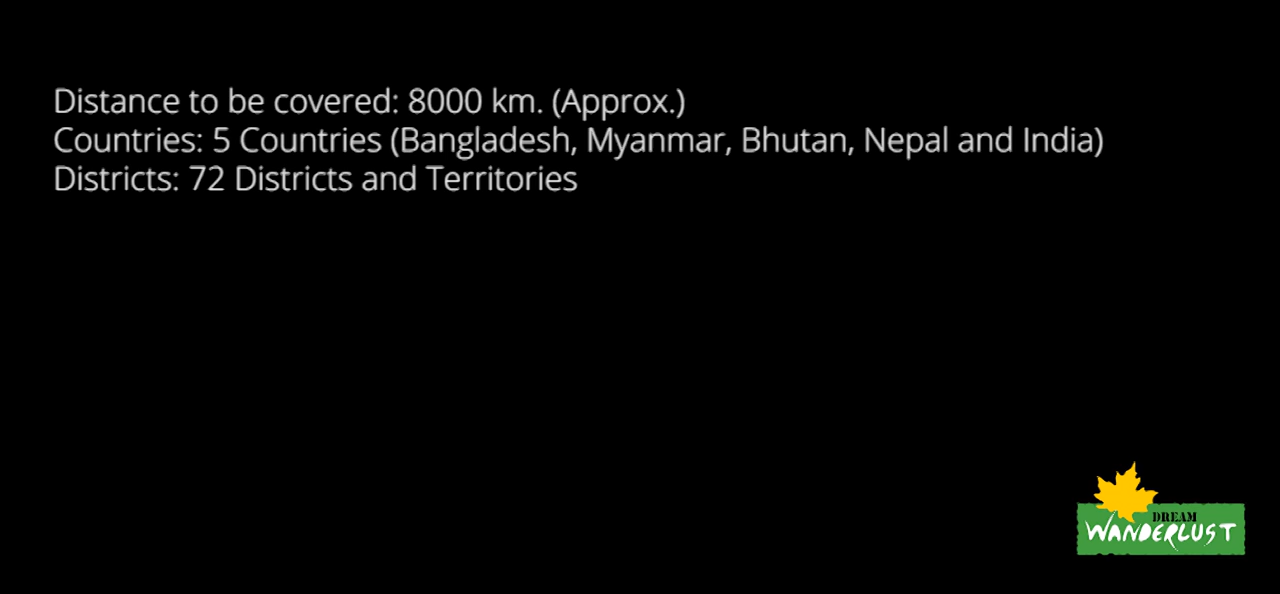 Distance to be covered: 8000 km. (Approx.)
Countries: 5 Countries (Bangladesh, Myanmar, Bhutan, Nepal and India)
Districts: 72 Districts and Territories
DREAM
WANDERLUST